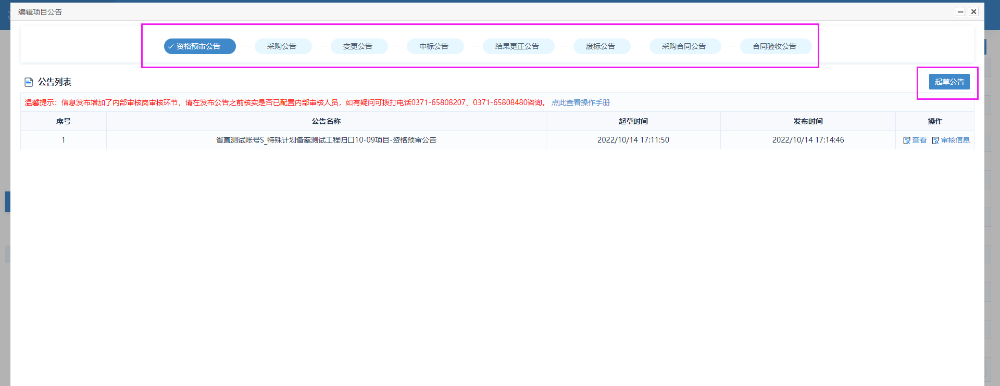 编辑项目公告
资格预审公告 采购公告 变更公告 中标公告 结果更正公告 废标公告 采购合同公告 合同验收公告
公告列表 起草公告
温馨提示：信息发布增加了内部审核岗审核环节，请在发布公告之前核实是否已配置内部审核人员，如有疑问可拨打电话0371-65808207、0371-65808480咨询。 点此查看操作手册
序号 公告名称 起草时间 发布时间 操作
1 省直测试账号S_特殊计划备案测试工程归口10-09项目-资格预审公告 2022/10/14 17:11:50 2022/10/14 17:14:46 查看 审核信息